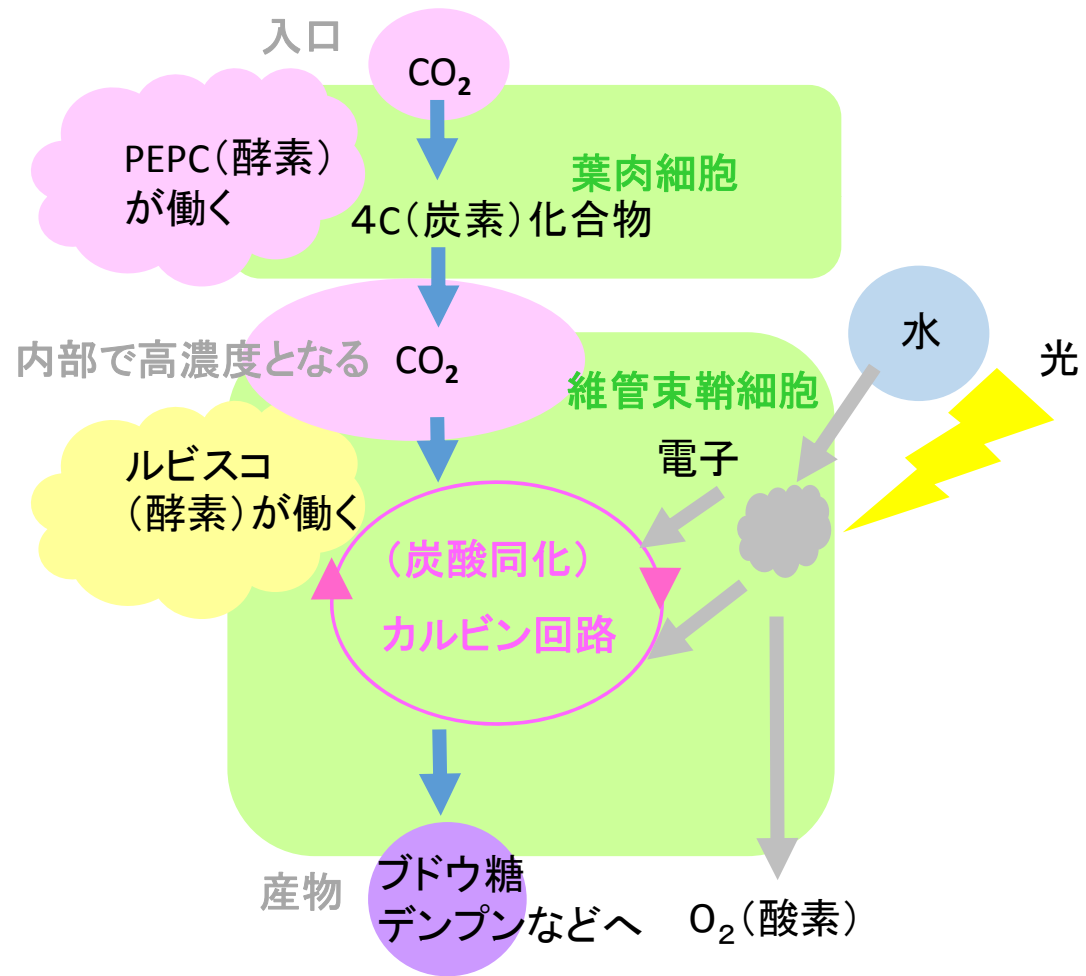 入口
CO₂
PEPC(酵素)
が働く
葉肉細胞
４C(炭素)化合物
内部で高濃度となる
CO₂
水
光
維管束鞘細胞
電子
ルビスコ
(酵素)が働く
(炭酸同化)
カルビン回路
産物
ブドウ糖
デンプンなどへ
O₂(酸素)